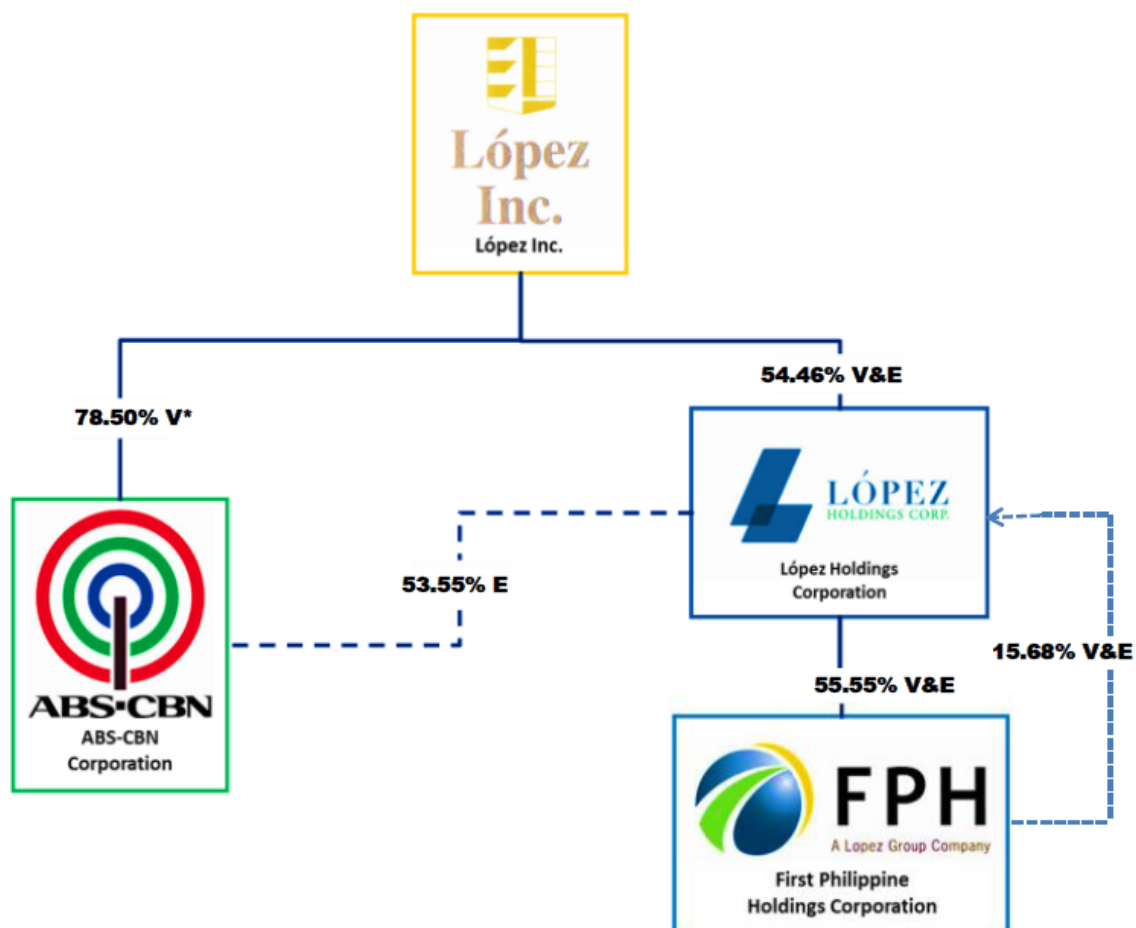 López
Inc.
López Inc.
54.46% V&E
78.50% V*
LÓPEZ
HOLDINGS CORP.
López Holdings
Corporation
53.55% E
15.68% V&E
55.55% V&E
ABS-CBN
ABS-CBN
Corporation
FPH
A Lopez Group Company
First Philippine
Holdings Corporation